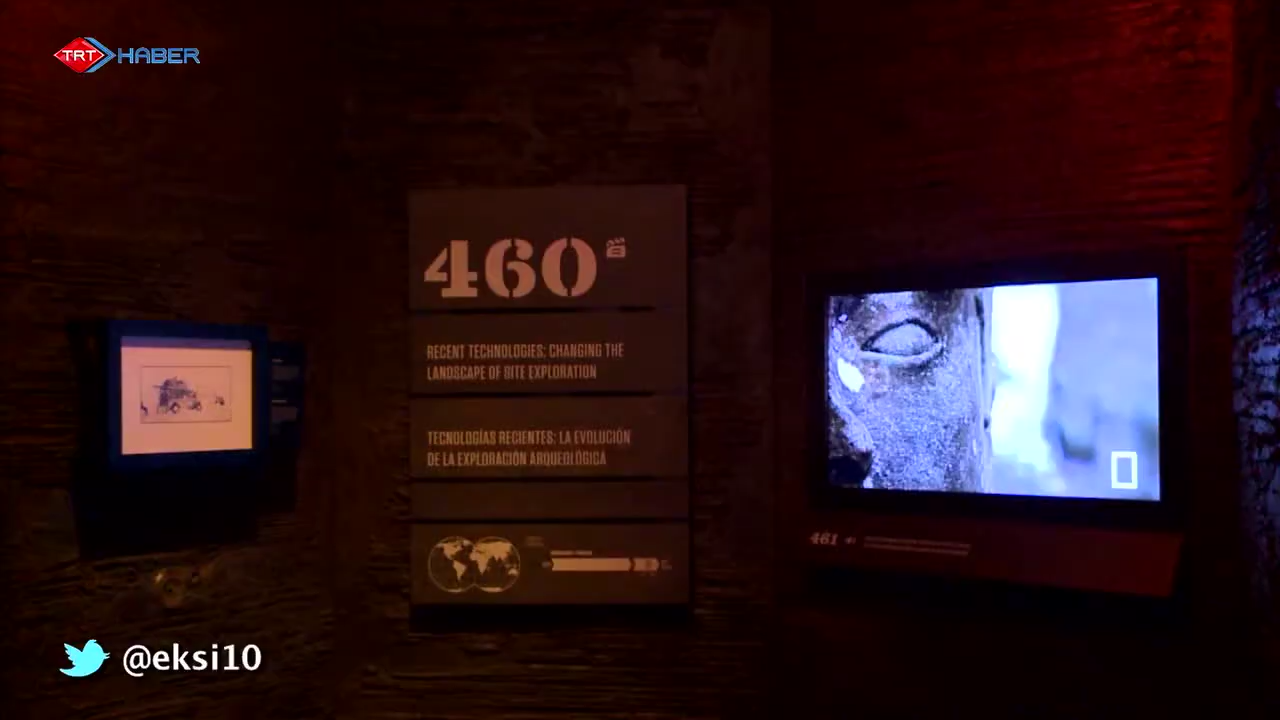 TRT HABER
460
RECENT TECHNOLOGIES: CHANGING THE
LANDSCAPE OF SITE EXPLORATION
TECNOLOGÍAS RECIENTES: LA EVOLUCIÓN
DE LA EXPLORACIÓN ARQUEOLÓGICA
461
@eksi10